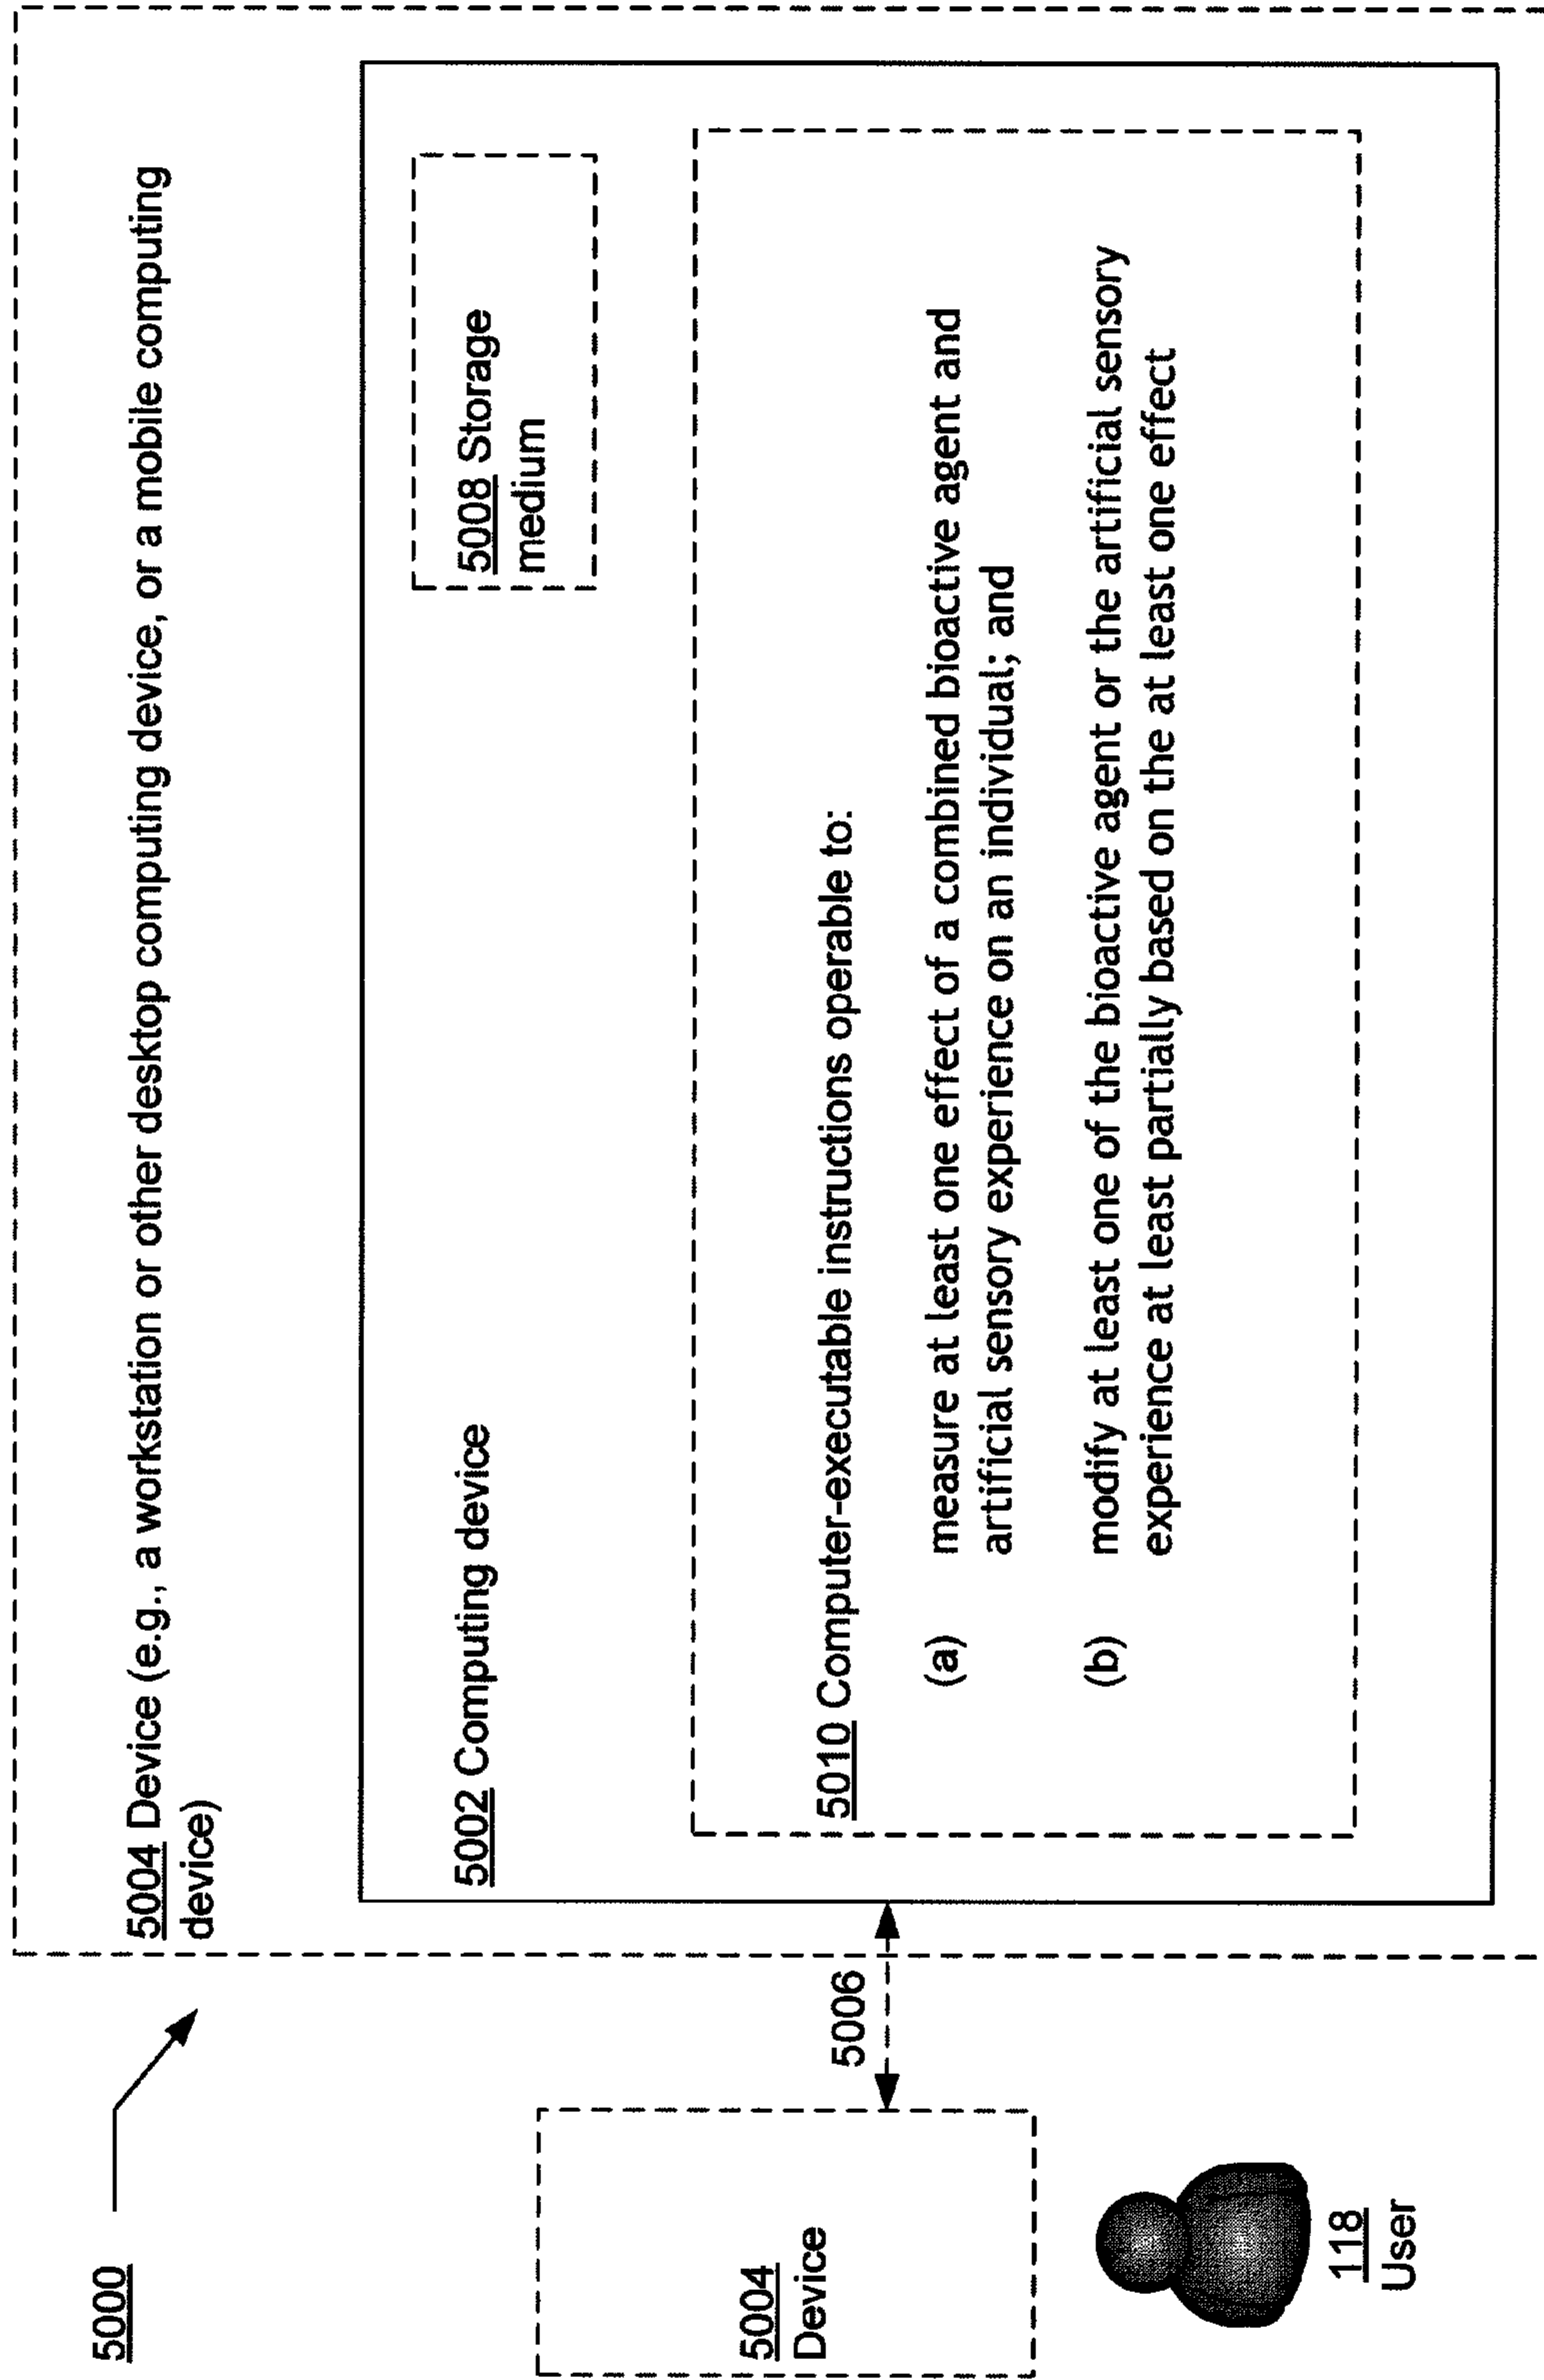 5000
5004 Device (e.g., a workstation or other desktop computing device, or a mobile computing
device)
5004
Device
5006
118
User
5002 Computing device
5008 Storage
medium
5010 Computer-executable instructions operable to:
(a) measure at least one effect of a combined bioactive agent and
artificial sensory experience on an individual; and
(b) modify at least one of the bioactive agent or the artificial sensory
experience at least partially based on the at least one effect